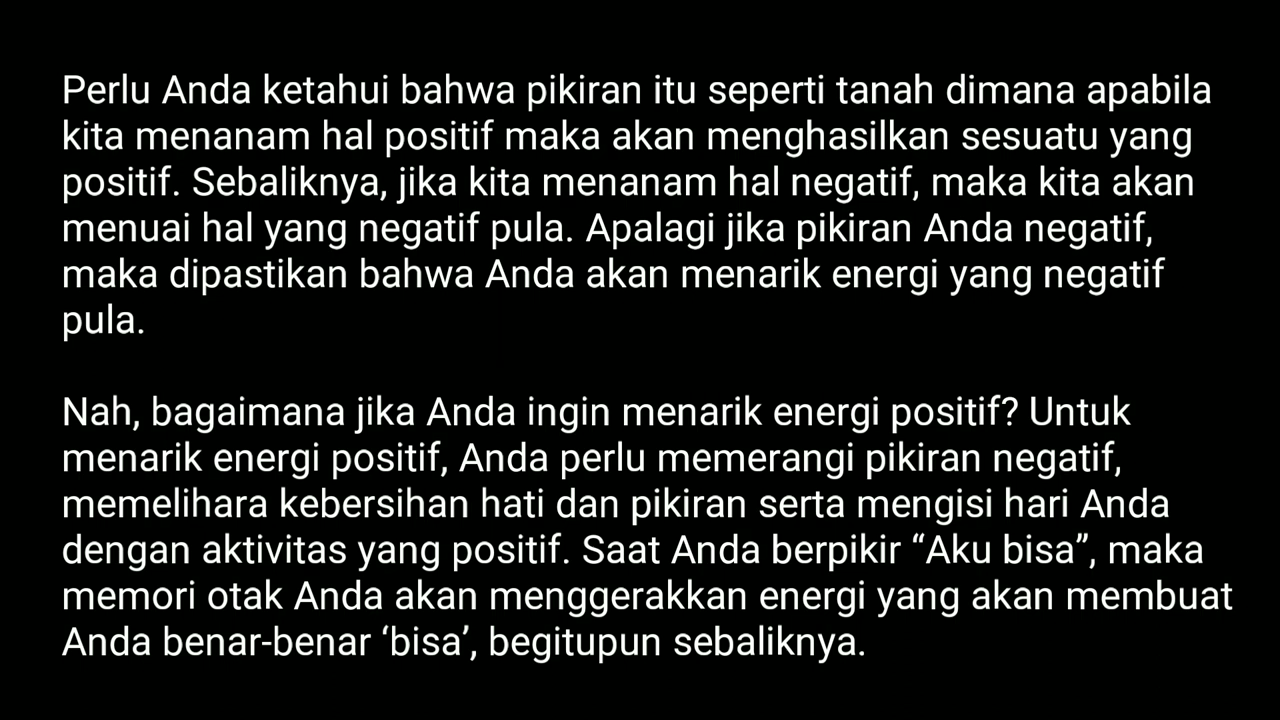 Perlu Anda ketahui bahwa pikiran itu seperti tanah dimana apabila
kita menanam hal positif maka akan menghasilkan sesuatu yang
positif. Sebaliknya, jika kita menanam hal negatif, maka kita akan
menuai hal yang negatif pula. Apalagi jika pikiran Anda negatif,
maka dipastikan bahwa Anda akan menarik energi yang negatif
pula.
Nah, bagaimana jika Anda ingin menarik energi positif? Untuk
menarik energi positif, Anda perlu memerangi pikiran negatif,
memelihara kebersihan hati dan pikiran serta mengisi hari Anda
dengan aktivitas yang positif. Saat Anda berpikir “Aku bisa”, maka
memori otak Anda akan menggerakkan energi yang akan membuat
Anda benar-benar ‘bisa’, begitupun sebaliknya.